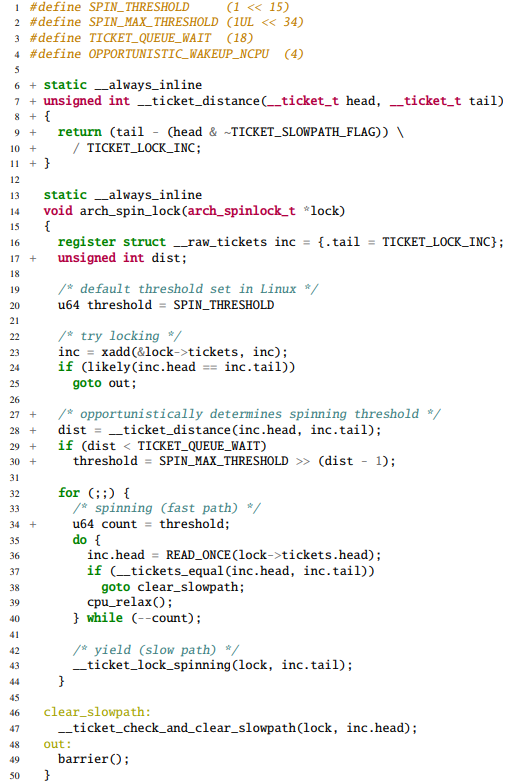 1 #define SPIN_THRESHOLD (1 << 15)
2 #define SPIN_MAX_THRESHOLD (1UL << 34)
3 #define TICKET_QUEUE_WAIT (18)
4 #define OPPORTUNISTIC_WAKEUP_NCPU (4)
5
6 + static __always_inline
7 + unsigned int __ticket_distance(__ticket_t head, __ticket_t tail)
8 + {
9 + return (tail - (head & ~TICKET_SLOWPATH_FLAG)) \
10 + / TICKET_LOCK_INC;
11 + }
12
13 static __always_inline
14 void arch_spin_lock(arch_spinlock_t *lock)
15 {
16 register struct __raw_tickets inc = {.tail = TICKET_LOCK_INC};
17 + unsigned int dist;
18
19 /* default threshold set in Linux */
20 u64 threshold = SPIN_THRESHOLD
21
22 /* try locking */
23 inc = xadd(&lock->tickets, inc);
24 if (likely(inc.head == inc.tail))
25 goto out;
26
27 + /* opportunistically determines spinning threshold */
28 + dist = __ticket_distance(inc.head, inc.tail);
29 + if (dist < TICKET_QUEUE_WAIT)
30 + threshold = SPIN_MAX_THRESHOLD >> (dist - 1);
31
32 for (;;) {
33 /* spinning (fast path) */
34 + u64 count = threshold;
35 do {
36 inc.head = READ_ONCE(lock->tickets.head);
37 if (__tickets_equal(inc.head, inc.tail))
38 goto clear_slowpath;
39 cpu_relax();
40 } while (--count);
41
42 /* yield (slow path) */
43 __ticket_lock_spinning(lock, inc.tail);
44 }
45
46 clear_slowpath:
47 __ticket_check_and_clear_slowpath(lock, inc.head);
48 out:
49 barrier();
50 }